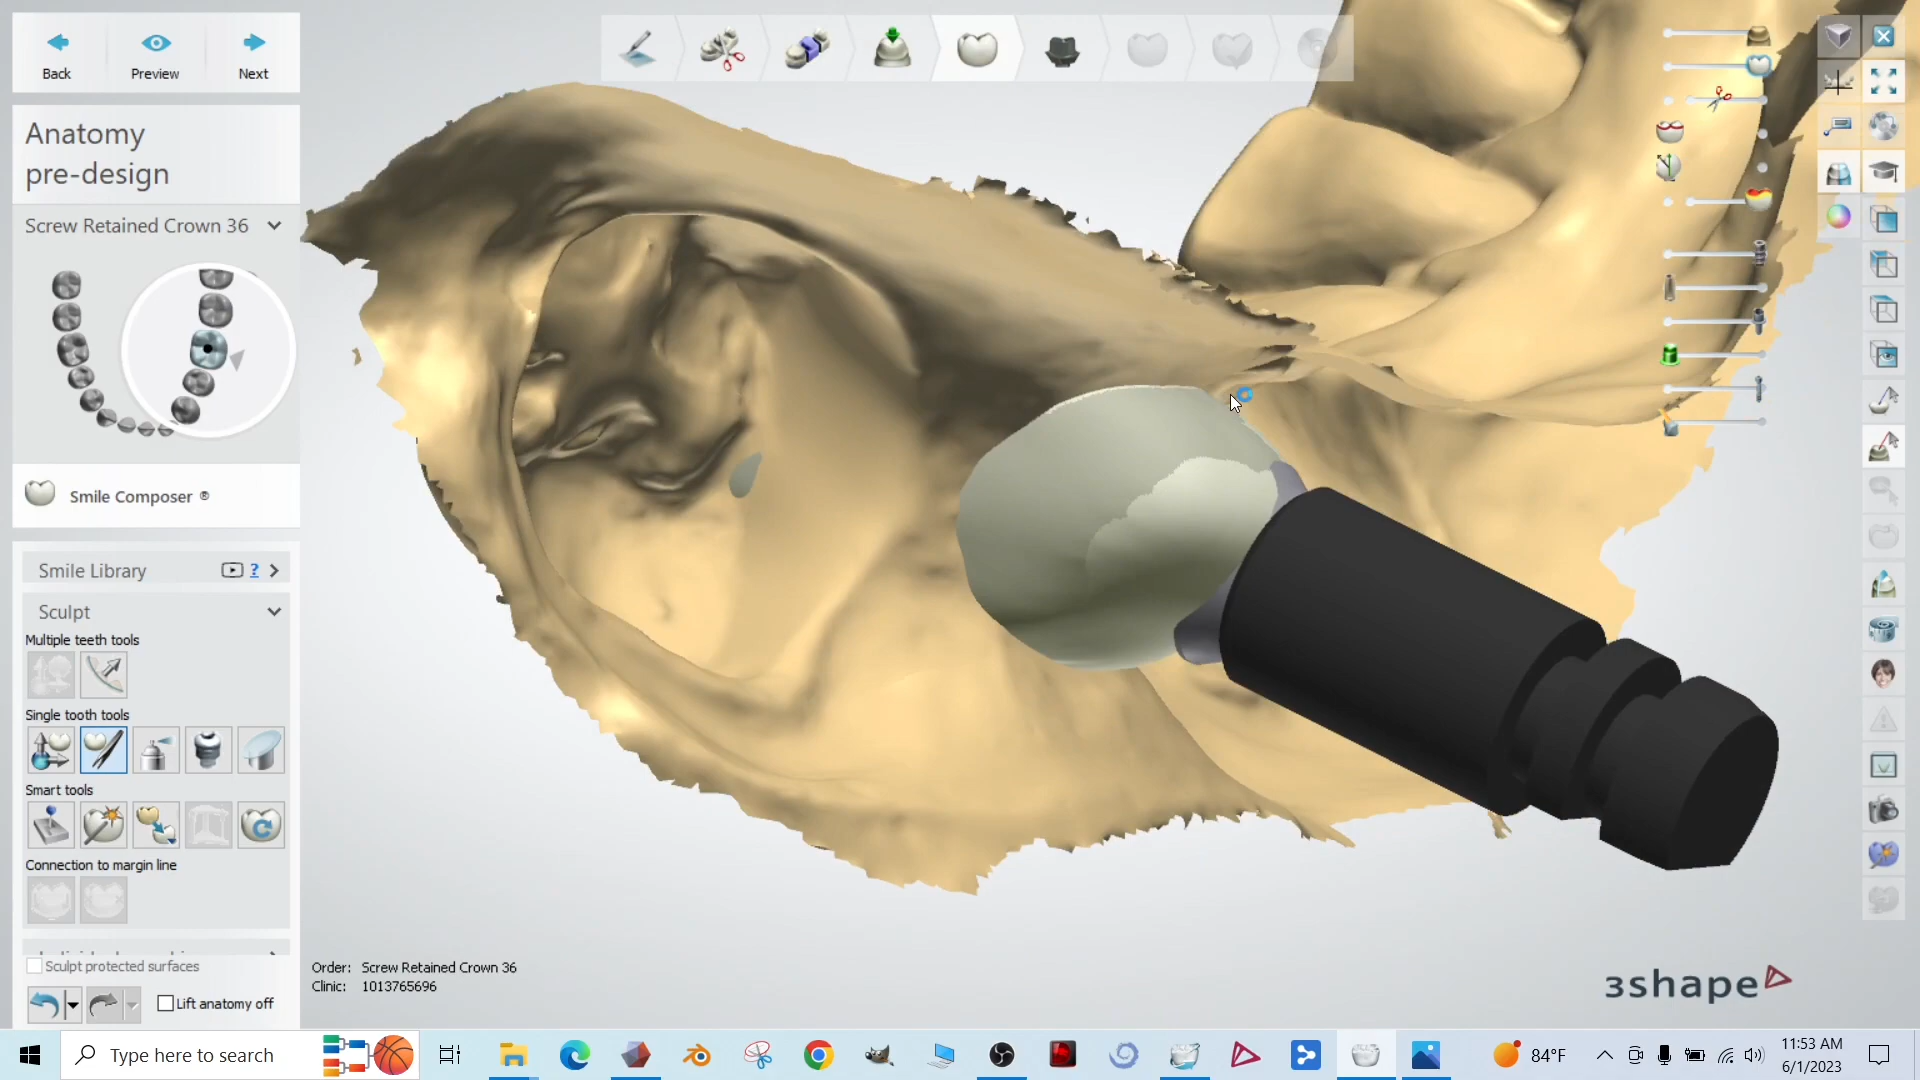 Back
Preview
Next
Anatomy
pre-design
Screw Retained Crown 36
Smile Composer ®
Smile Library
?
Sculpt
Multiple teeth tools
Single tooth tools
Smart tools
Connection to margin line
Sculpt protected surfaces
Lift anatomy off
Order: Screw Retained Crown 36
Clinic: 1013765696
3shape
Type here to search
84°F
11:53 AM
6/1/2023